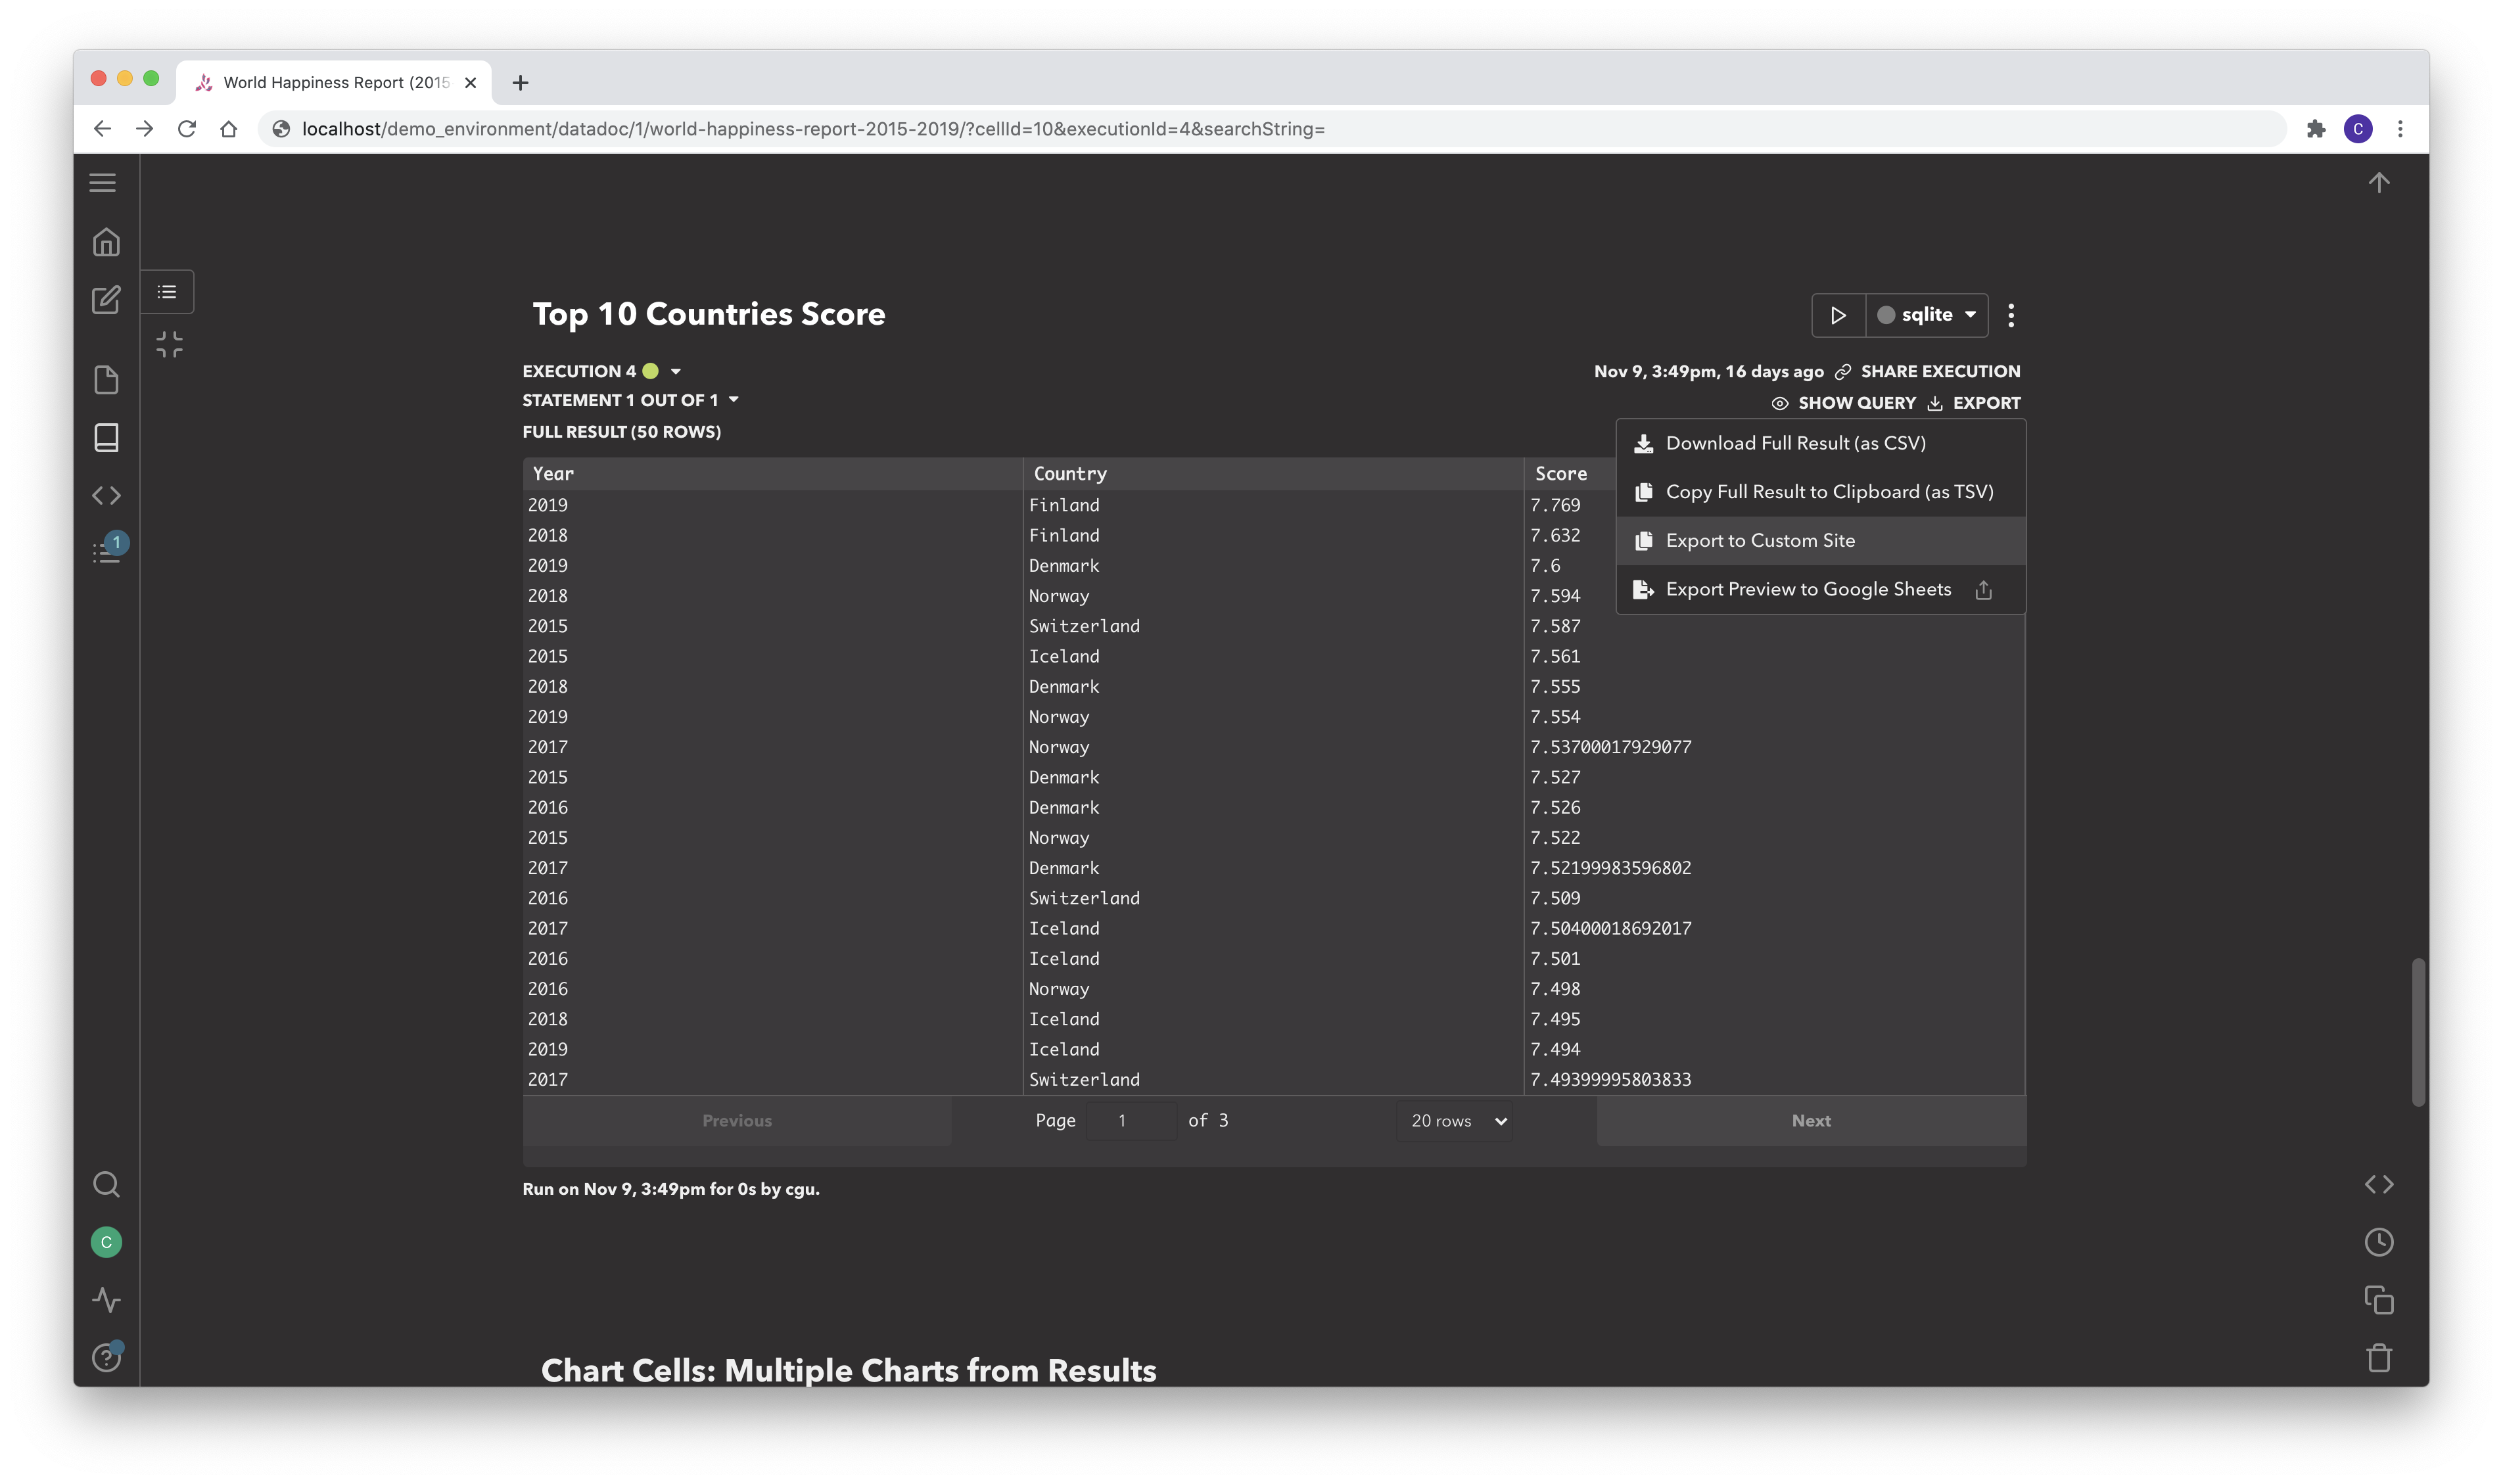 World Happiness Report (2015-
localhost/demo_environment/datadoc/1/world-happiness-report-2015-2019/?cellId=10&executionId=4&searchString=
C
Top 10 Countries Score
sqlite
EXECUTION 4
Nov 9, 3:49pm, 16 days ago SHARE EXECUTION
STATEMENT 1 OUT OF 1
SHOW QUERY EXPORT
FULL RESULT (50 ROWS)
Download Full Result (as CSV)
Copy Full Result to Clipboard (as TSV)
Export to Custom Site
Export Preview to Google Sheets
Year Country Score
2019 Finland 7.769
2018 Finland 7.632
2019 Denmark 7.6
2018 Norway 7.594
2015 Switzerland 7.587
2015 Iceland 7.561
2018 Denmark 7.555
2019 Norway 7.554
2017 Norway 7.53700017929077
2015 Denmark 7.527
2016 Denmark 7.526
2015 Norway 7.522
2017 Denmark 7.52199983596802
2016 Switzerland 7.509
2017 Iceland 7.50400018692017
2016 Iceland 7.501
2016 Norway 7.498
2018 Iceland 7.495
2019 Iceland 7.494
2017 Switzerland 7.49399995803833
Previous Page 1 of 3 20 rows Next
Run on Nov 9, 3:49pm for 0s by cgu.
Chart Cells: Multiple Charts from Results
1
C